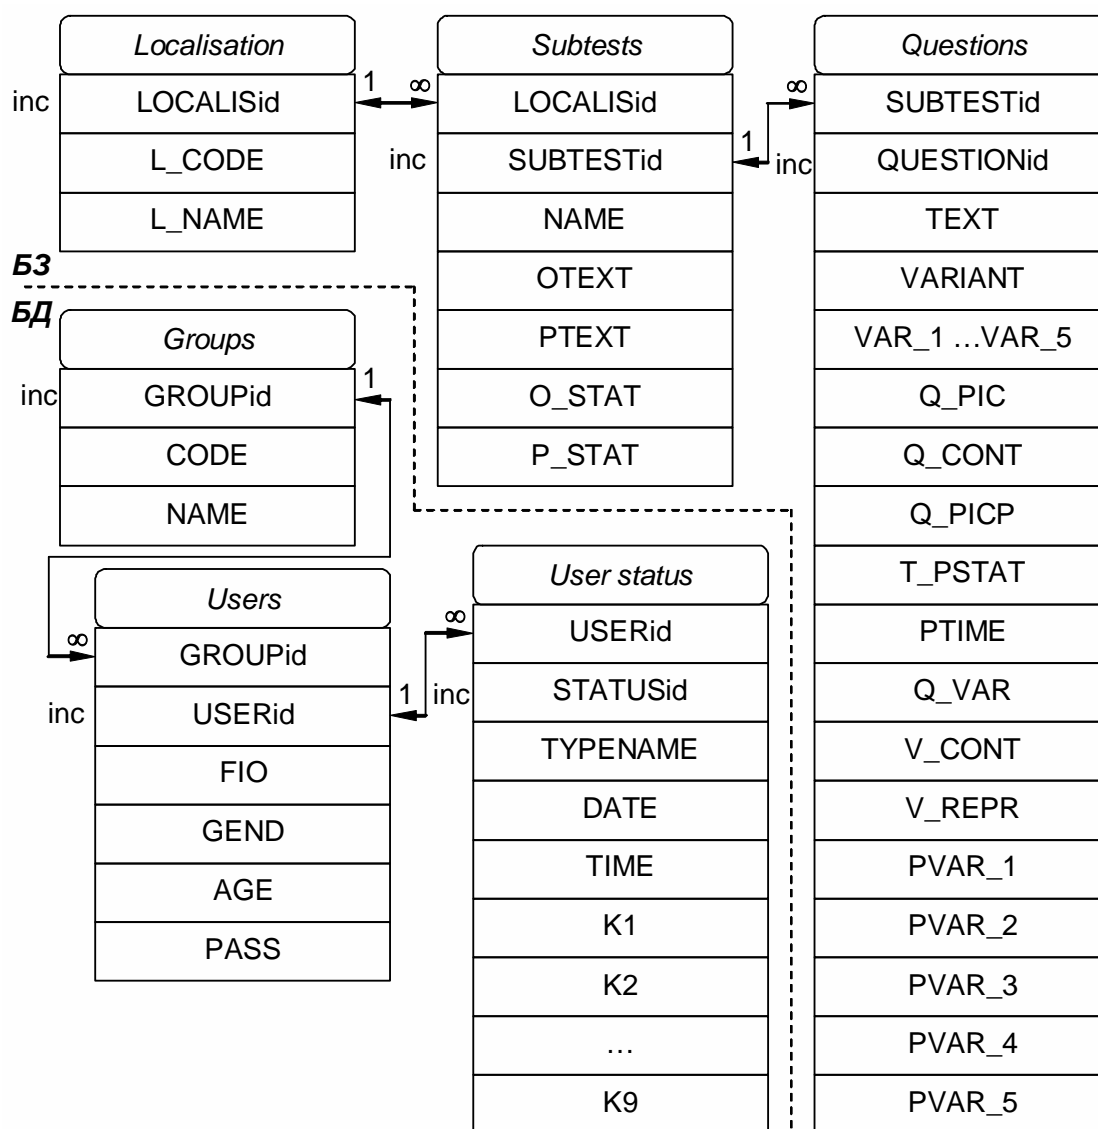 Localisation
inc
LOCALISid
1
L_CODE
L_NAME
Subtests
∞
LOCALISid
inc
SUBTESTid
1
NAME
OTEXT
PTEXT
O_STAT
P_STAT
Questions
∞
SUBTESTid
inc
QUESTIONid
TEXT
VARIANT
VAR_1 ...VAR_5
Q_PIC
Q_CONT
Q_PICP
T_PSTAT
PTIME
Q_VAR
V_CONT
V_REPR
PVAR_1
PVAR_2
PVAR_3
PVAR_4
PVAR_5
БЗ
БД
Groups
inc
GROUPid
1
CODE
NAME
Users
∞
GROUPid
inc
USERid
1
FIO
GEND
AGE
PASS
User status
∞
USERid
inc
STATUSid
TYPENAME
DATE
TIME
K1
K2
...
K9